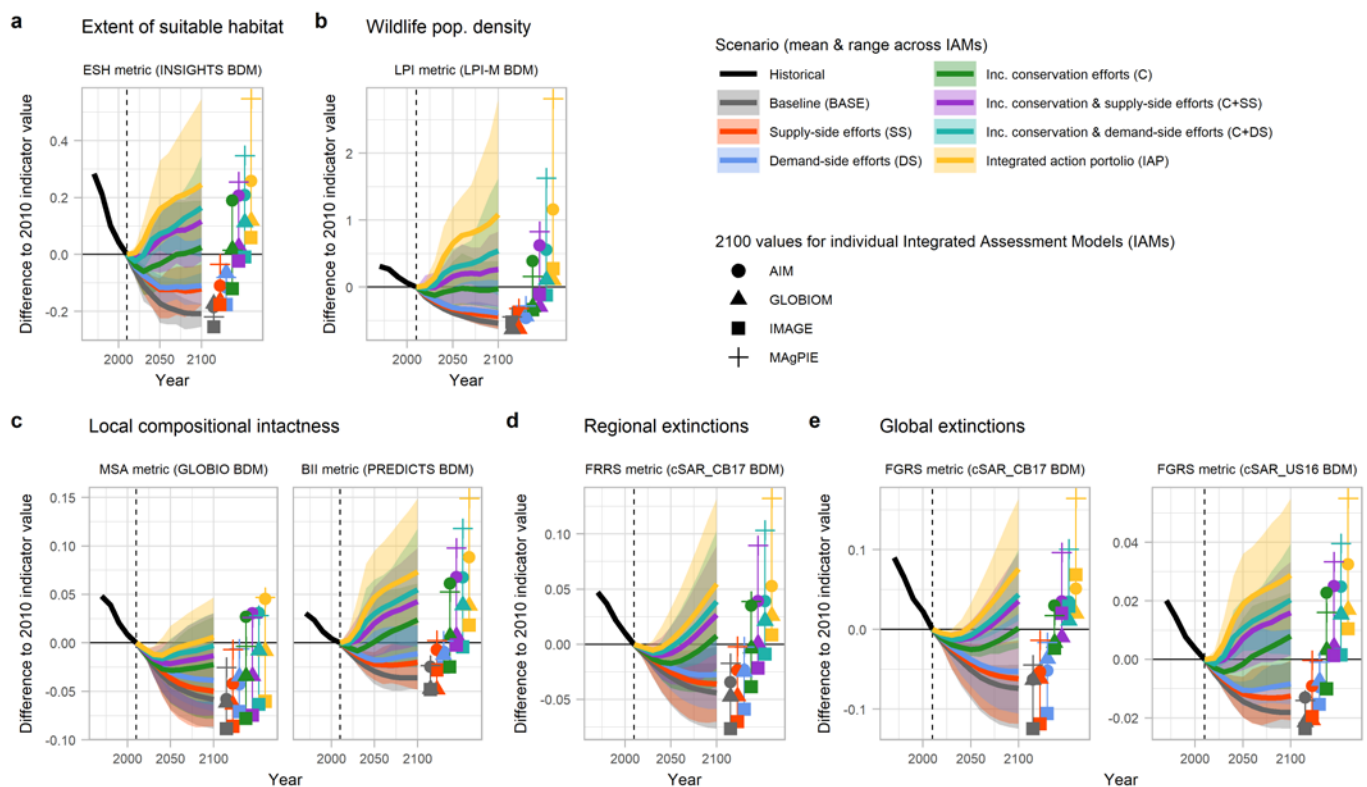 a Extent of suitable habitat
ESH metric (INSIGHTS BDM)
Difference to 2010 indicator value
0.4
0.2
0.0
-0.2
2000 2050 2100
Year
b Wildlife pop. density
LPI metric (LPI-M BDM)
Difference to 2010 indicator value
2
1
0
2000 2050 2100
Year
Scenario (mean & range across IAMs)
Historical
Baseline (BASE)
Supply-side efforts (SS)
Demand-side efforts (DS)
Inc. conservation efforts (C)
Inc. conservation & supply-side efforts (C+SS)
Inc. conservation & demand-side efforts (C+DS)
Integrated action portolio (IAP)
2100 values for individual Integrated Assessment Models (IAMs)
AIM
GLOBIOM
IMAGE
MAgPIE
c Local compositional intactness
MSA metric (GLOBIO BDM)
Difference to 2010 indicator value
0.15
0.10
0.05
0.00
-0.05
-0.10
2000 2050 2100
BII metric (PREDICTS BDM)
2000 2050 2100
Year
d Regional extinctions
FRRS metric (cSAR_CB17 BDM)
Difference to 2010 indicator value
0.10
0.05
0.00
-0.05
2000 2050 2100
Year
e Global extinctions
FGRS metric (cSAR_CB17 BDM)
Difference to 2010 indicator value
0.1
0.0
-0.1
2000 2050 2100
FGRS metric (cSAR_US16 BDM)
0.04
0.02
0.00
-0.02
2000 2050 2100
Year